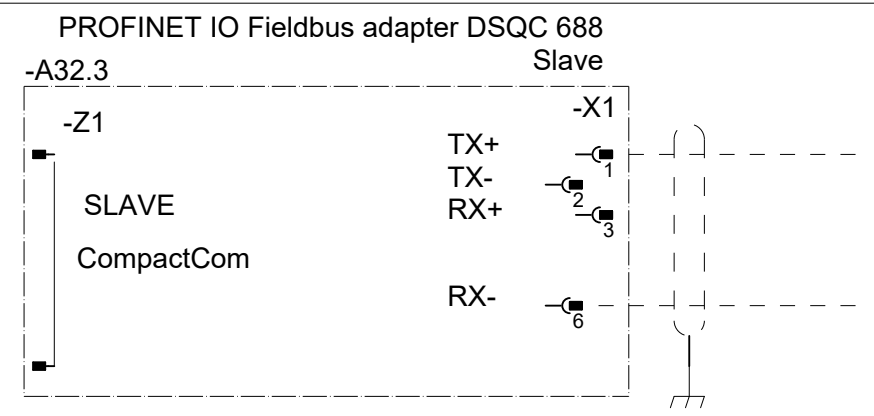 PROFINET IO Fieldbus adapter DSQC 688
Slave
-A32.3
-X1
-Z1
TX+
1
TX-
2
SLAVE
RX+
3
CompactCom
RX-
6